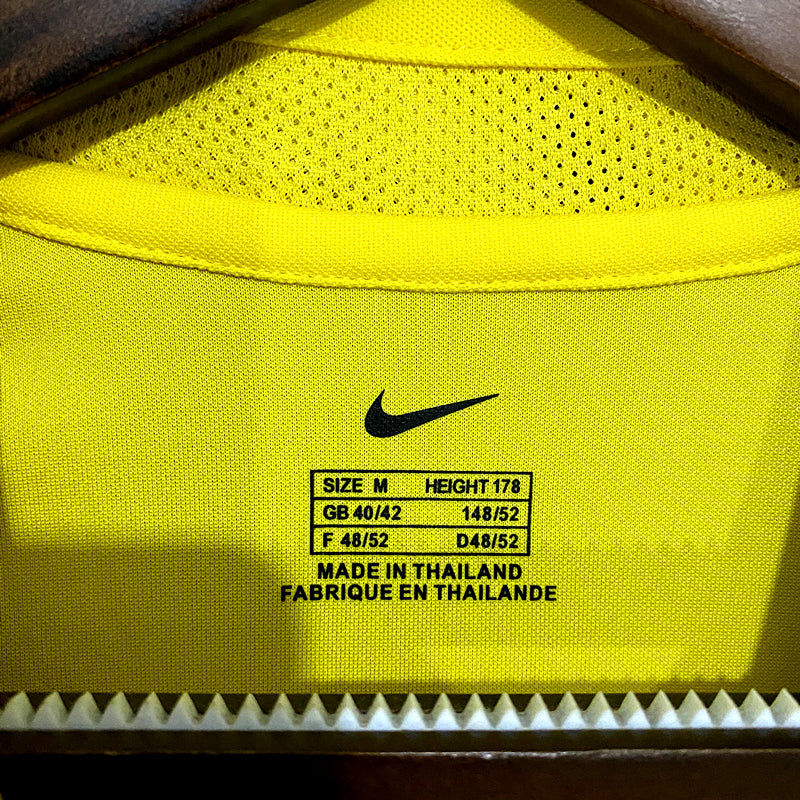 SIZE M HEIGHT 178
GB 40/42 148/52
F 48/52 D48/52
MADE IN THAILAND
FABRIQUE EN THAILANDE